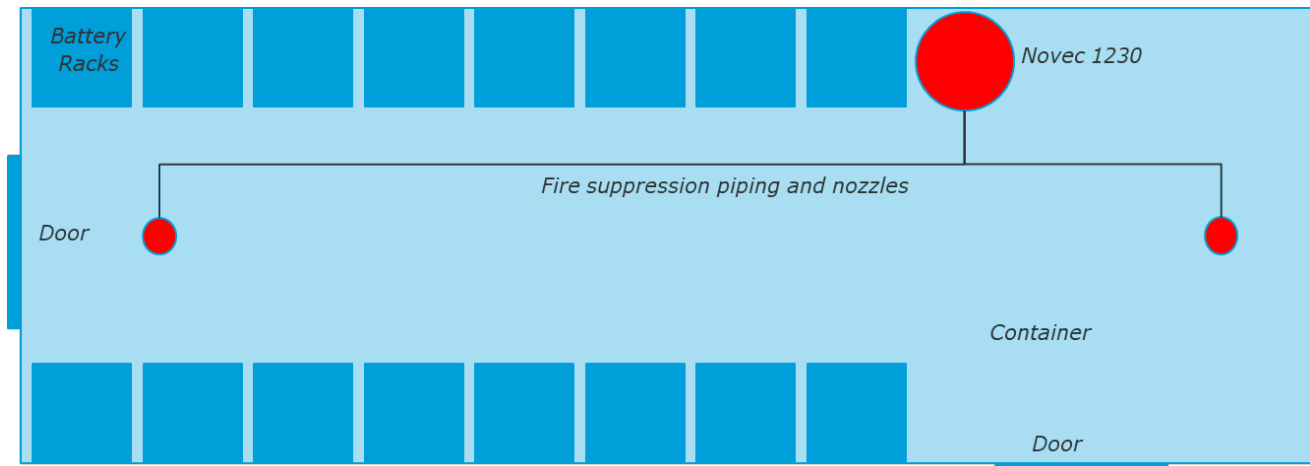 Battery
Racks
Novec 1230
Fire suppression piping and nozzles
Door
Container
Door